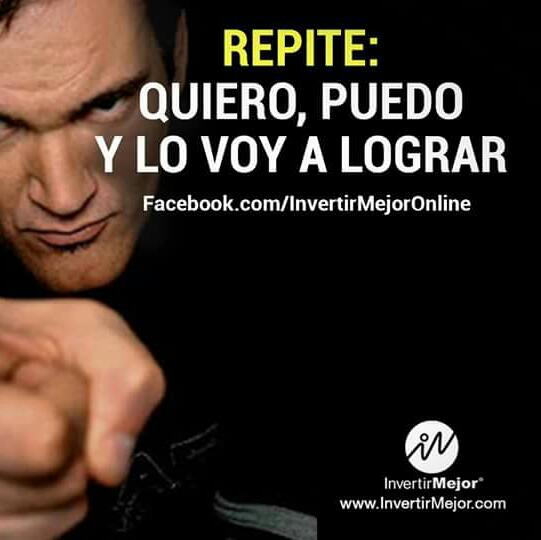 REPITE:
QUIERO, PUEDO
Y LO VOY A LOGRAR
Facebook.com/InvertirMejorOnline
InvertirMejor®
www.InvertirMejor.com